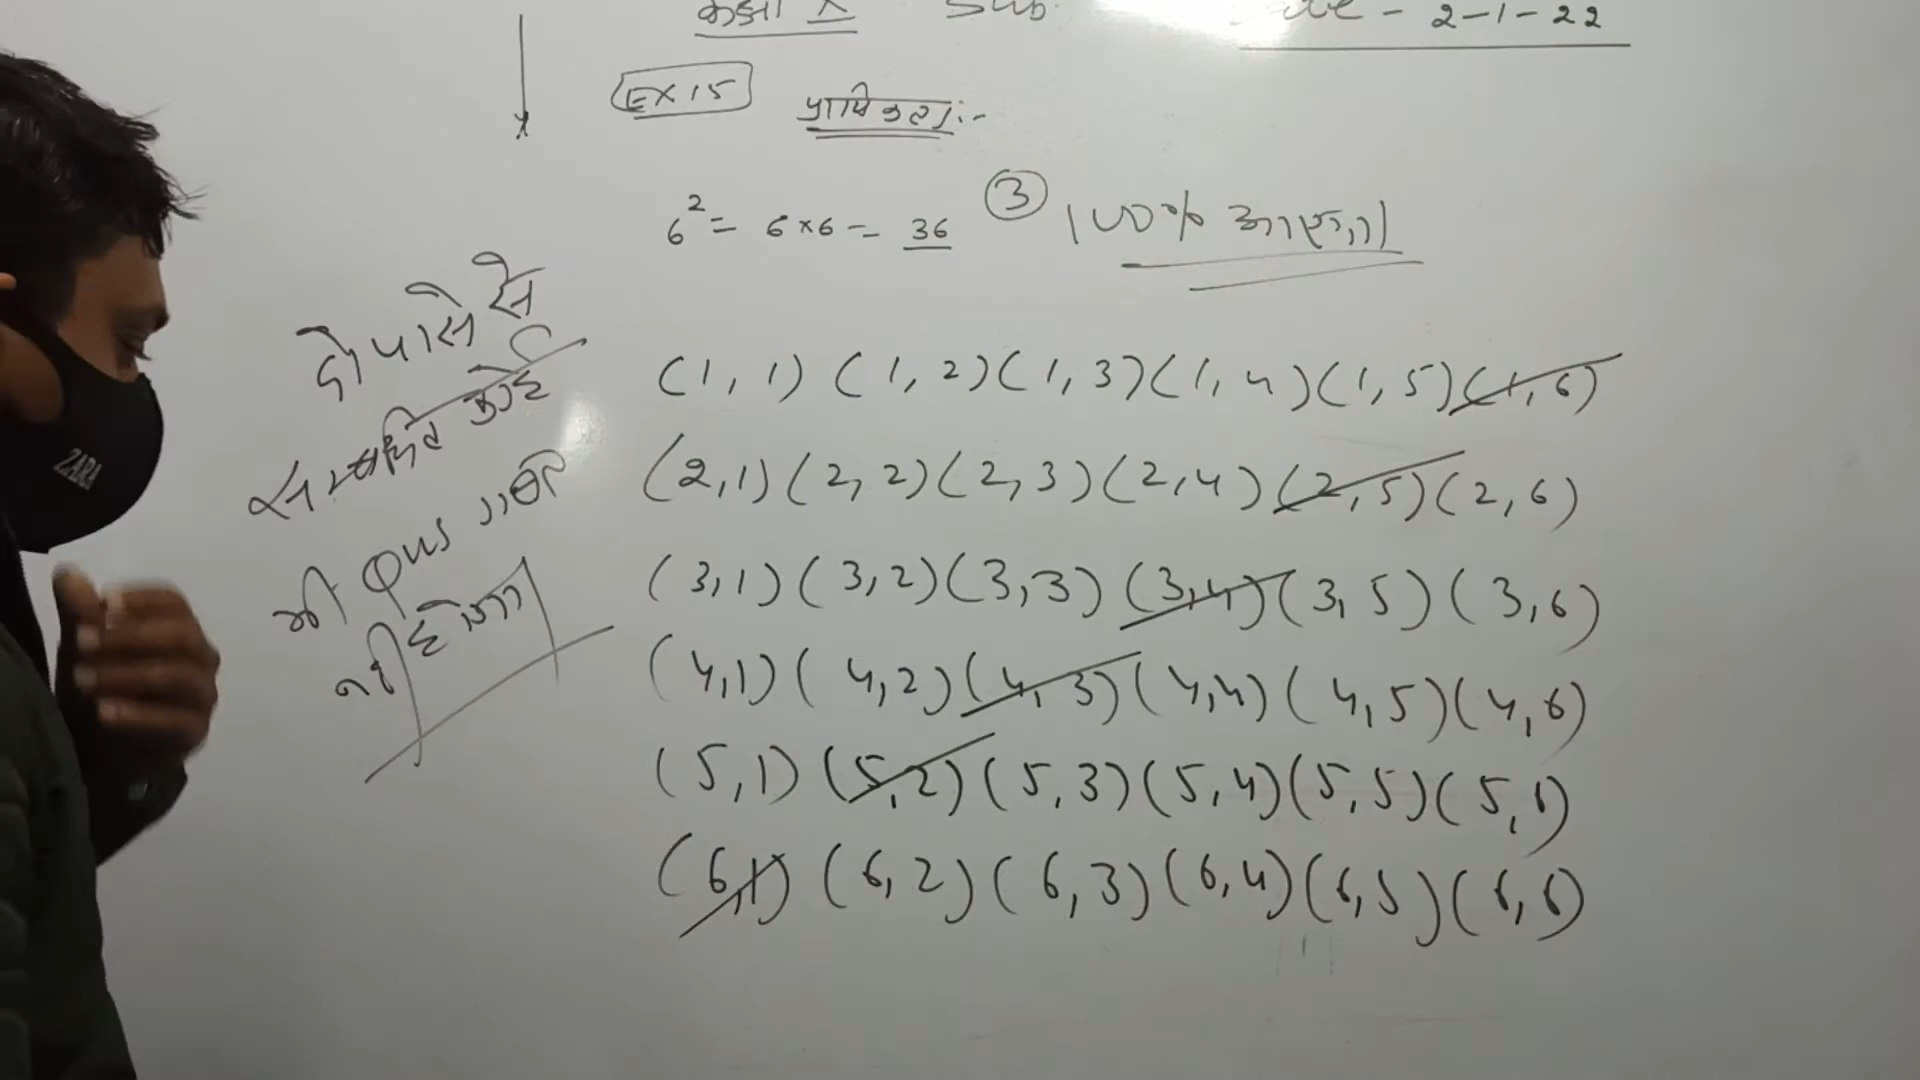 कक्षा X Sub.
- 2-1-22
EX 15
प्रायिकता:-
6² = 6×6 = 36
③ 100% आएगा
दो पासे से
सम्बन्धित कोई
भी
नहीं होगा
(1, 1) (1, 2) (1, 3) (1, 4) (1, 5) (1, 6)
(2, 1) (2, 2) (2, 3) (2, 4) (2, 5) (2, 6)
(3, 1) (3, 2) (3, 3) (3, 4) (3, 5) (3, 6)
(4, 1) (4, 2) (4, 3) (4, 4) (4, 5) (4, 6)
(5, 1) (5, 2) (5, 3) (5, 4) (5, 5) (5, 6)
(6, 1) (6, 2) (6, 3) (6, 4) (6, 5) (6, 6)
ZARA